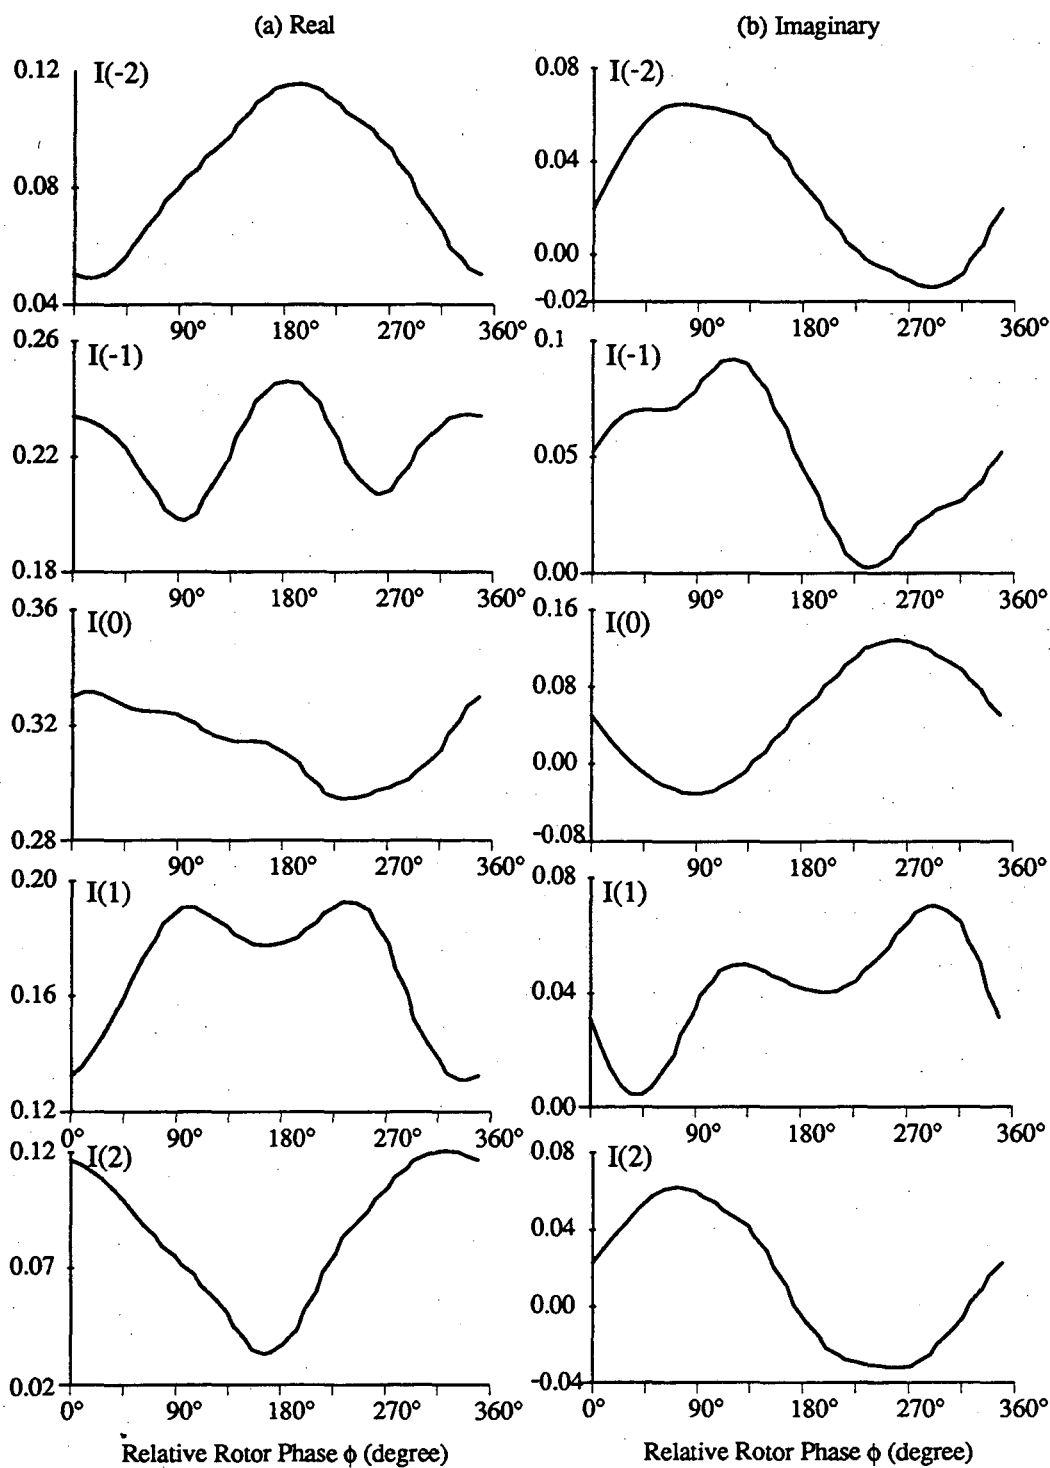 (a) Real
(b) Imaginary
I(-2)
0.12
0.08
0.04
90° 180° 270° 360°
I(-2)
0.08
0.04
0.00
-0.02
90° 180° 270° 360°
I(-1)
0.26
0.22
0.18
90° 180° 270° 360°
I(-1)
0.1
0.05
0.00
90° 180° 270° 360°
I(0)
0.36
0.32
0.28
90° 180° 270° 360°
I(0)
0.16
0.08
0.00
-0.08
90° 180° 270° 360°
I(1)
0.20
0.16
0.12
0° 90° 180° 270° 360°
I(1)
0.08
0.04
0.00
90° 180° 270° 360°
I(2)
0.12
0.07
0.02
0° 90° 180° 270° 360°
Relative Rotor Phase ϕ (degree)
I(2)
0.08
0.04
0.00
-0.04
0° 90° 180° 270° 360°
Relative Rotor Phase ϕ (degree)